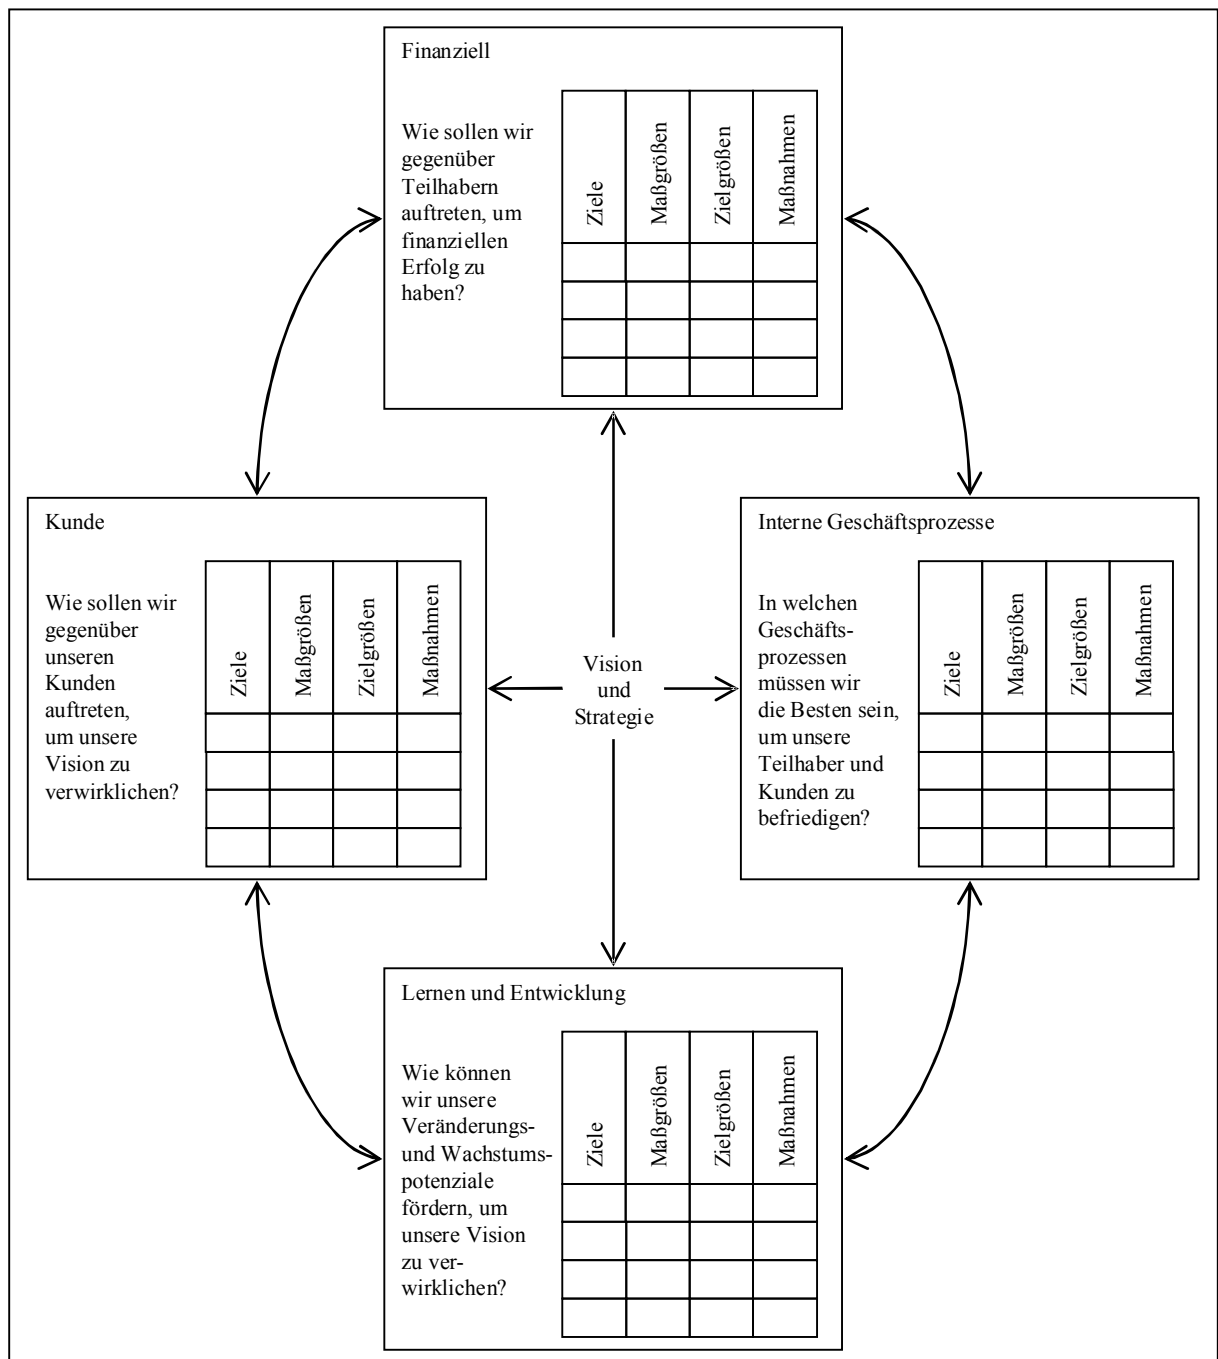 Finanziell
Wie sollen wir
gegenüber
Teilhabern
auftreten, um
finanziellen
Erfolg zu
haben?
Ziele
Maßgrößen
Zielgrößen
Maßnahmen
Kunde
Wie sollen wir
gegenüber
unseren
Kunden
auftreten,
um unsere
Vision zu
verwirklichen?
Ziele
Maßgrößen
Zielgrößen
Maßnahmen
Vision
und
Strategie
Interne Geschäftsprozesse
In welchen
Geschäfts-
prozessen
müssen wir
die Besten sein,
um unsere
Teilhaber und
Kunden zu
befriedigen?
Ziele
Maßgrößen
Zielgrößen
Maßnahmen
Lernen und Entwicklung
Wie können
wir unsere
Veränderungs-
und Wachstums-
potenziale
fördern, um
unsere Vision
zu ver-
wirklichen?
Ziele
Maßgrößen
Zielgrößen
Maßnahmen